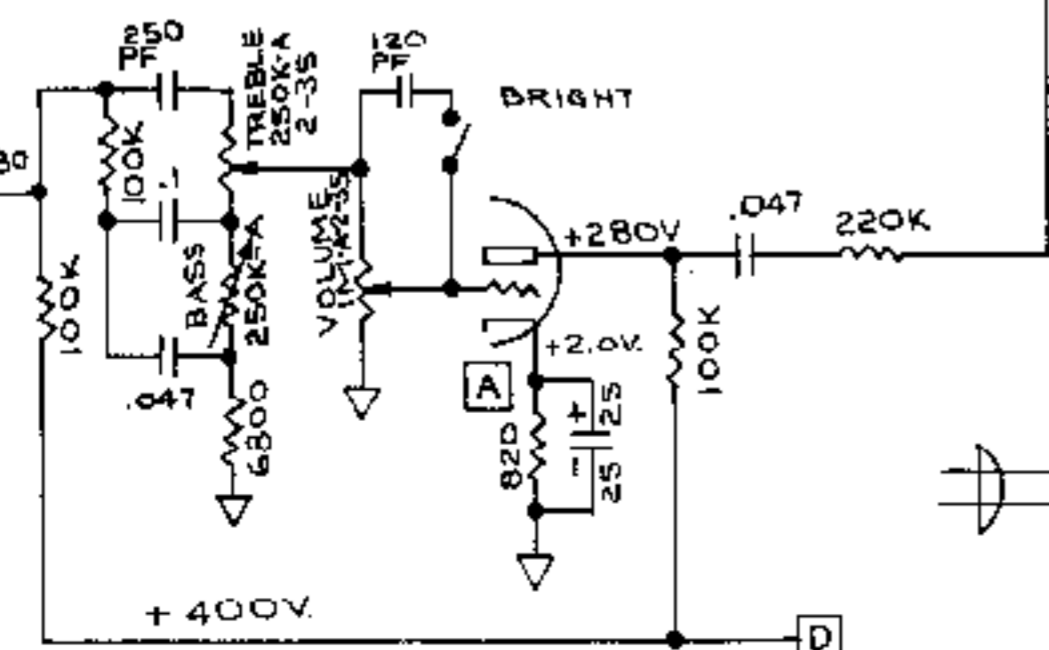 250
PF
TREBLE
250K-A
2-35
120
PF
BRIGHT
100K
.1
BASS
250K-A
VOLUME
.047
220K
+280V
100K
+2.0V.
A
100K
.047
6800
820
+ 25
- 25
+ 400V.
D